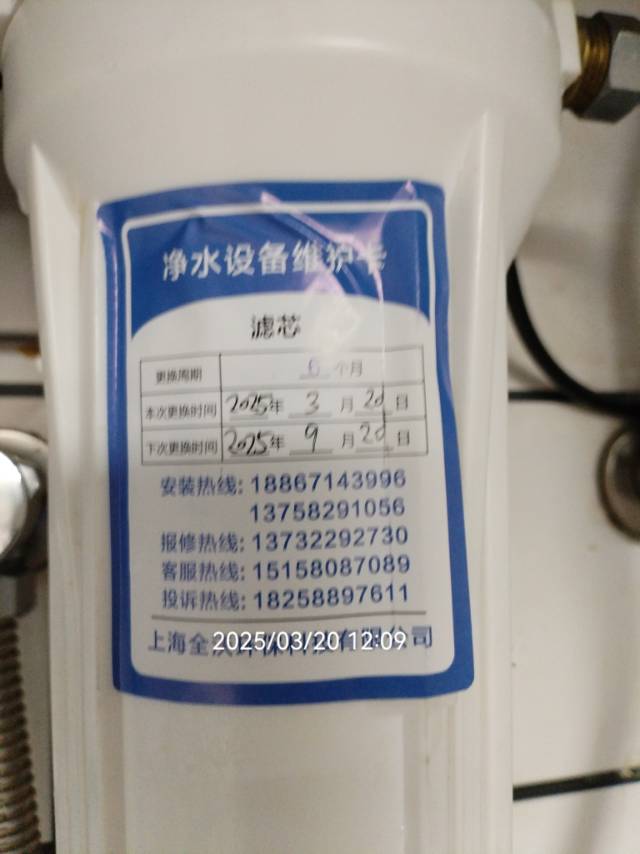 净水设备维护卡
滤芯
更换周期 6 个月
本次更换时间 2025年 3 月 20 日
下次更换时间 2025年 9 月 20 日
安装热线: 18867143996
13758291056
报修热线: 13732292730
客服热线: 15158087089
投诉热线: 18258897611
上海全 公司
2025/03/20 12:09